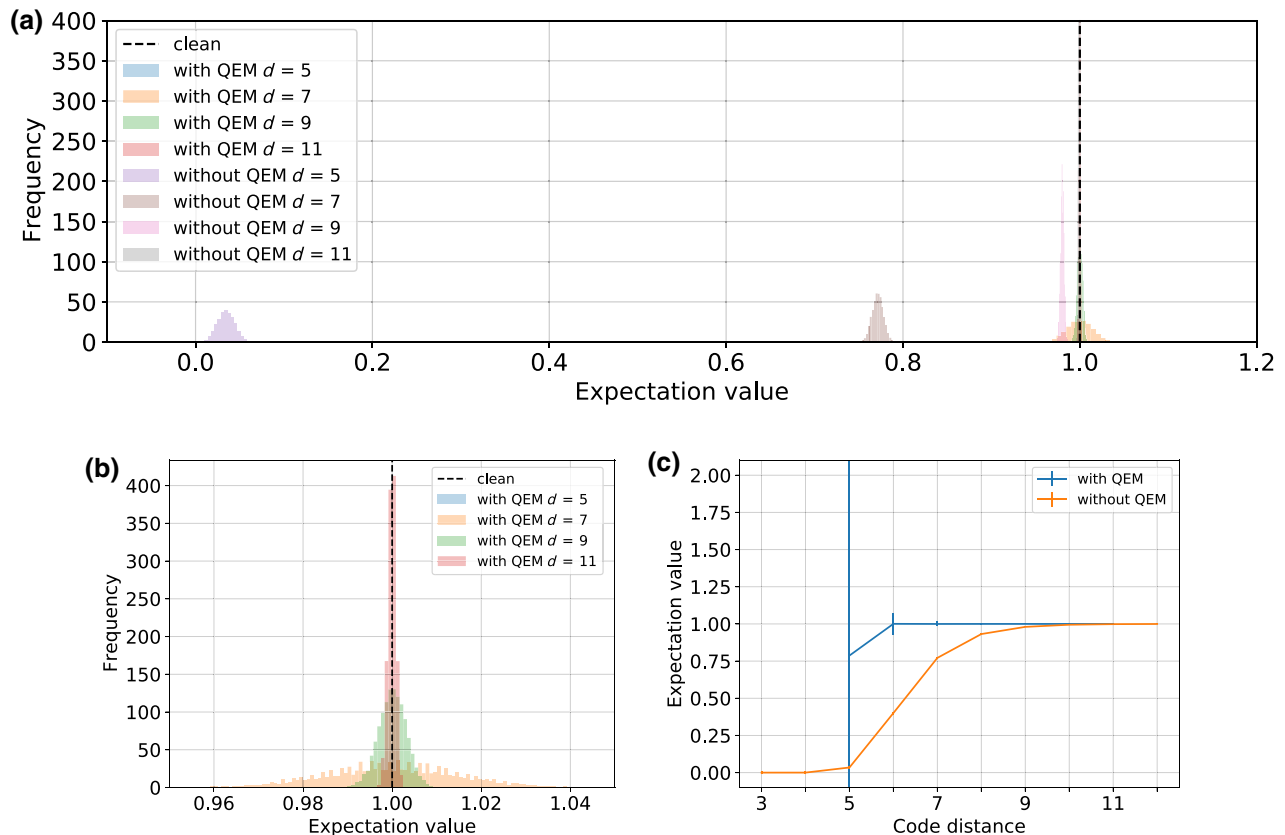 (a)
400
350
300
250
200
150
100
50
0
Frequency
clean
with QEM d = 5
with QEM d = 7
with QEM d = 9
with QEM d = 11
without QEM d = 5
without QEM d = 7
without QEM d = 9
without QEM d = 11
0.0 0.2 0.4 0.6 0.8 1.0 1.2
Expectation value
(b)
400
350
300
250
200
150
100
50
0
Frequency
clean
with QEM d = 5
with QEM d = 7
with QEM d = 9
with QEM d = 11
0.96 0.98 1.00 1.02 1.04
Expectation value
(c)
2.00
1.75
1.50
1.25
1.00
0.75
0.50
0.25
0.00
Expectation value
with QEM
without QEM
3 5 7 9 11
Code distance